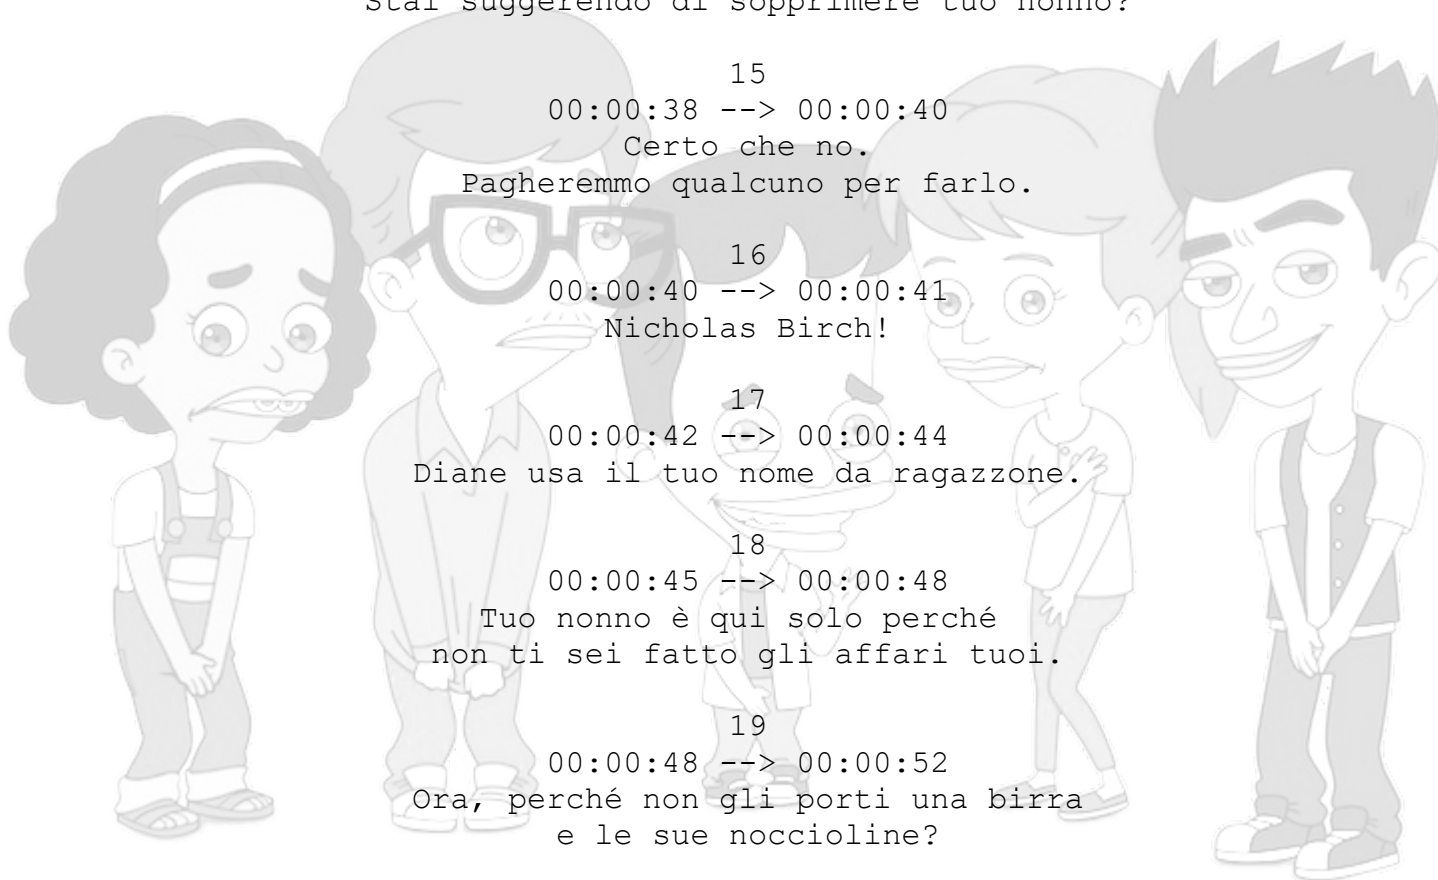 Stai suggerendo di sopprimere tuo nonno?
15
00:00:38 --> 00:00:40
Certo che no.
Pagheremmo qualcuno per farlo.
16
00:00:40 --> 00:00:41
Nicholas Birch!
17
00:00:42 --> 00:00:44
Diane usa il tuo nome da ragazzone.
18
00:00:45 --> 00:00:48
Tuo nonno è qui solo perché
non ti sei fatto gli affari tuoi.
19
00:00:48 --> 00:00:52
Ora, perché non gli porti una birra
e le sue noccioline?